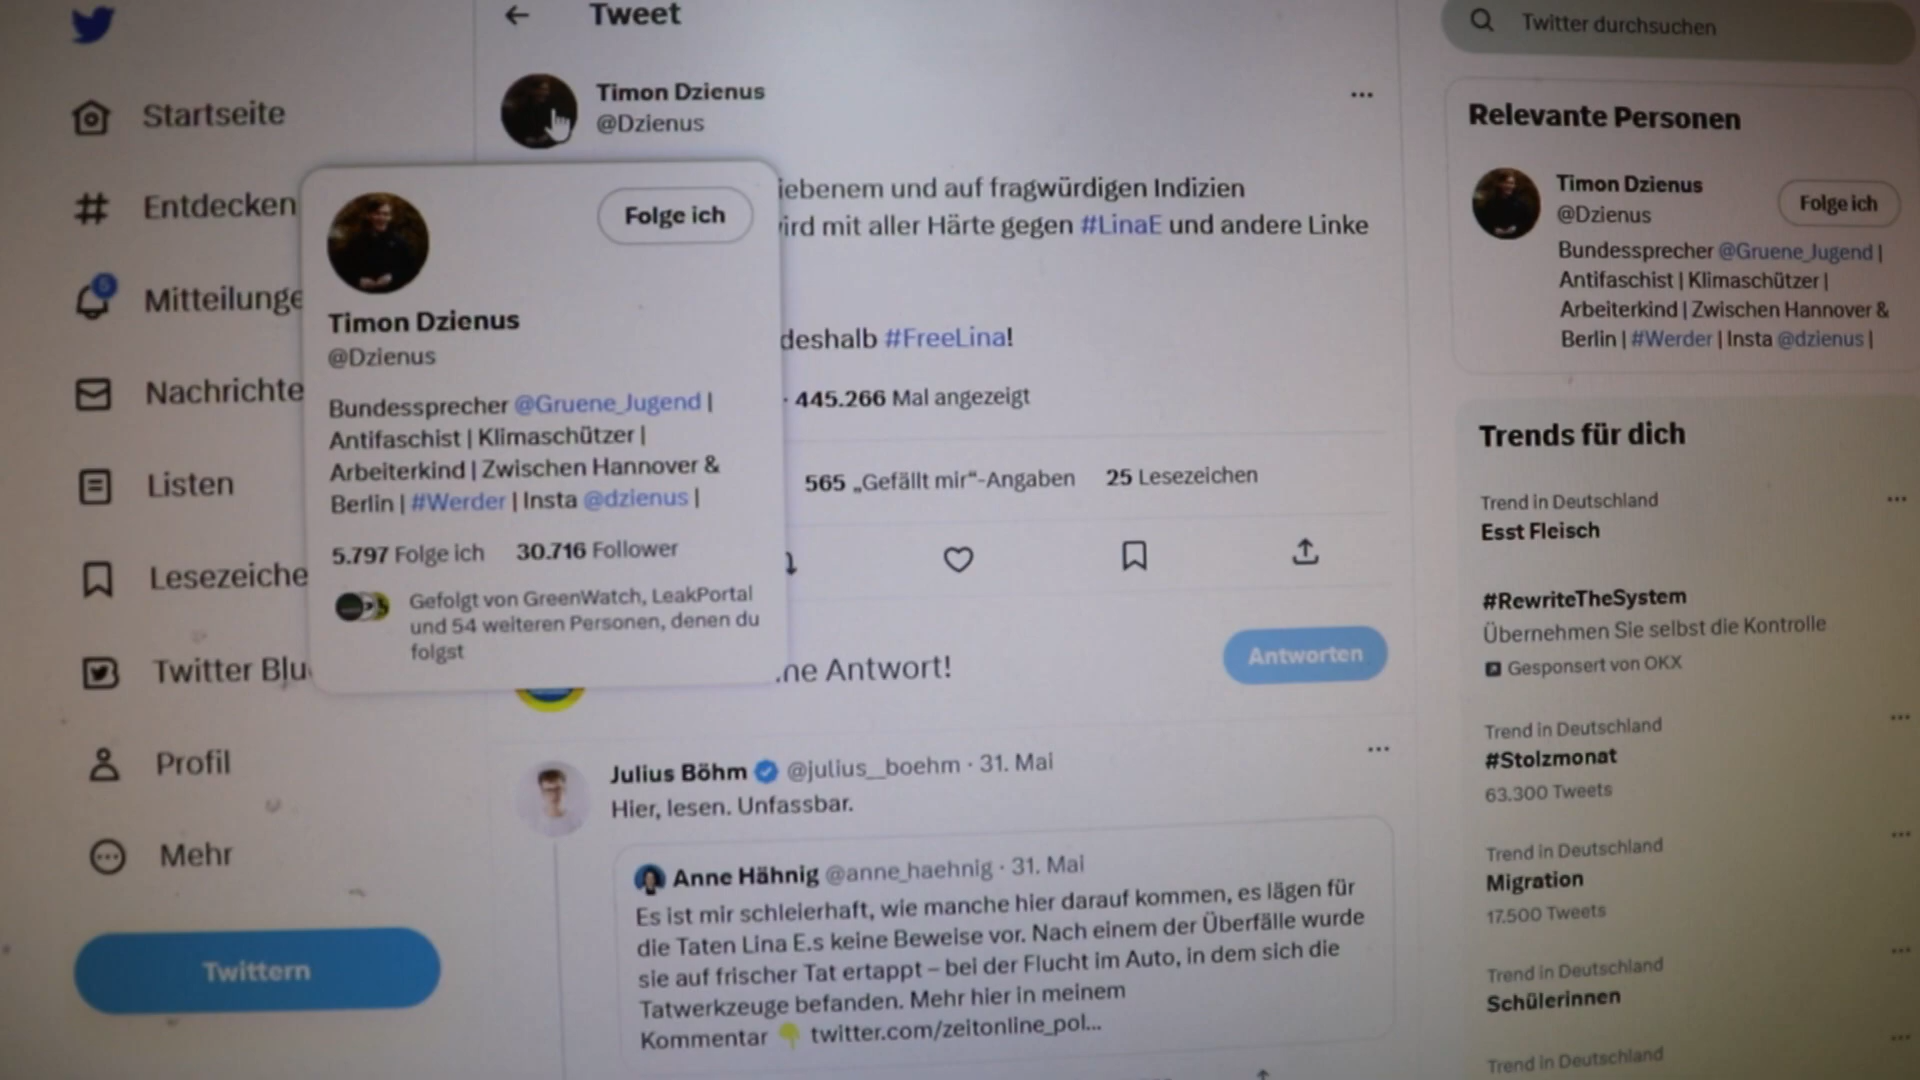 Tweet
Twitter durchsuchen
Startseite
Entdecken
5
Mitteilunge
Nachrichte
Listen
Lesezeiche
Twitter Blu
Profil
Mehr
Twittern
Timon Dzienus
@Dzienus
iebenem und auf fragwürdigen Indizien
ird mit aller Härte gegen #LinaE und andere Linke
deshalb #FreeLina!
· 445.266 Mal angezeigt
565 „Gefällt mir“-Angaben 25 Lesezeichen
ne Antwort!
Antworten
Folge ich
Timon Dzienus
@Dzienus
Bundessprecher @Gruene_Jugend |
Antifaschist | Klimaschützer |
Arbeiterkind | Zwischen Hannover &
Berlin | #Werder | Insta @dzienus |
5.797 Folge ich 30.716 Follower
Gefolgt von GreenWatch, LeakPortal
und 54 weiteren Personen, denen du
folgst
Julius Böhm @julius__boehm · 31. Mai
Hier, lesen. Unfassbar.
Anne Hähnig @anne_haehnig · 31. Mai
Es ist mir schleierhaft, wie manche hier darauf kommen, es lägen für
die Taten Lina E.s keine Beweise vor. Nach einem der Überfälle wurde
sie auf frischer Tat ertappt – bei der Flucht im Auto, in dem sich die
Tatwerkzeuge befanden. Mehr hier in meinem
Kommentar 👇 twitter.com/zeitonline_pol...
Relevante Personen
Timon Dzienus
@Dzienus
Folge ich
Bundessprecher @Gruene_Jugend |
Antifaschist | Klimaschützer |
Arbeiterkind | Zwischen Hannover &
Berlin | #Werder | Insta @dzienus |
Trends für dich
Trend in Deutschland
Esst Fleisch
#RewriteTheSystem
Übernehmen Sie selbst die Kontrolle
Gesponsert von OKX
Trend in Deutschland
#Stolzmonat
63.300 Tweets
Trend in Deutschland
Migration
17.500 Tweets
Trend in Deutschland
Schülerinnen
Trend in Deutschland